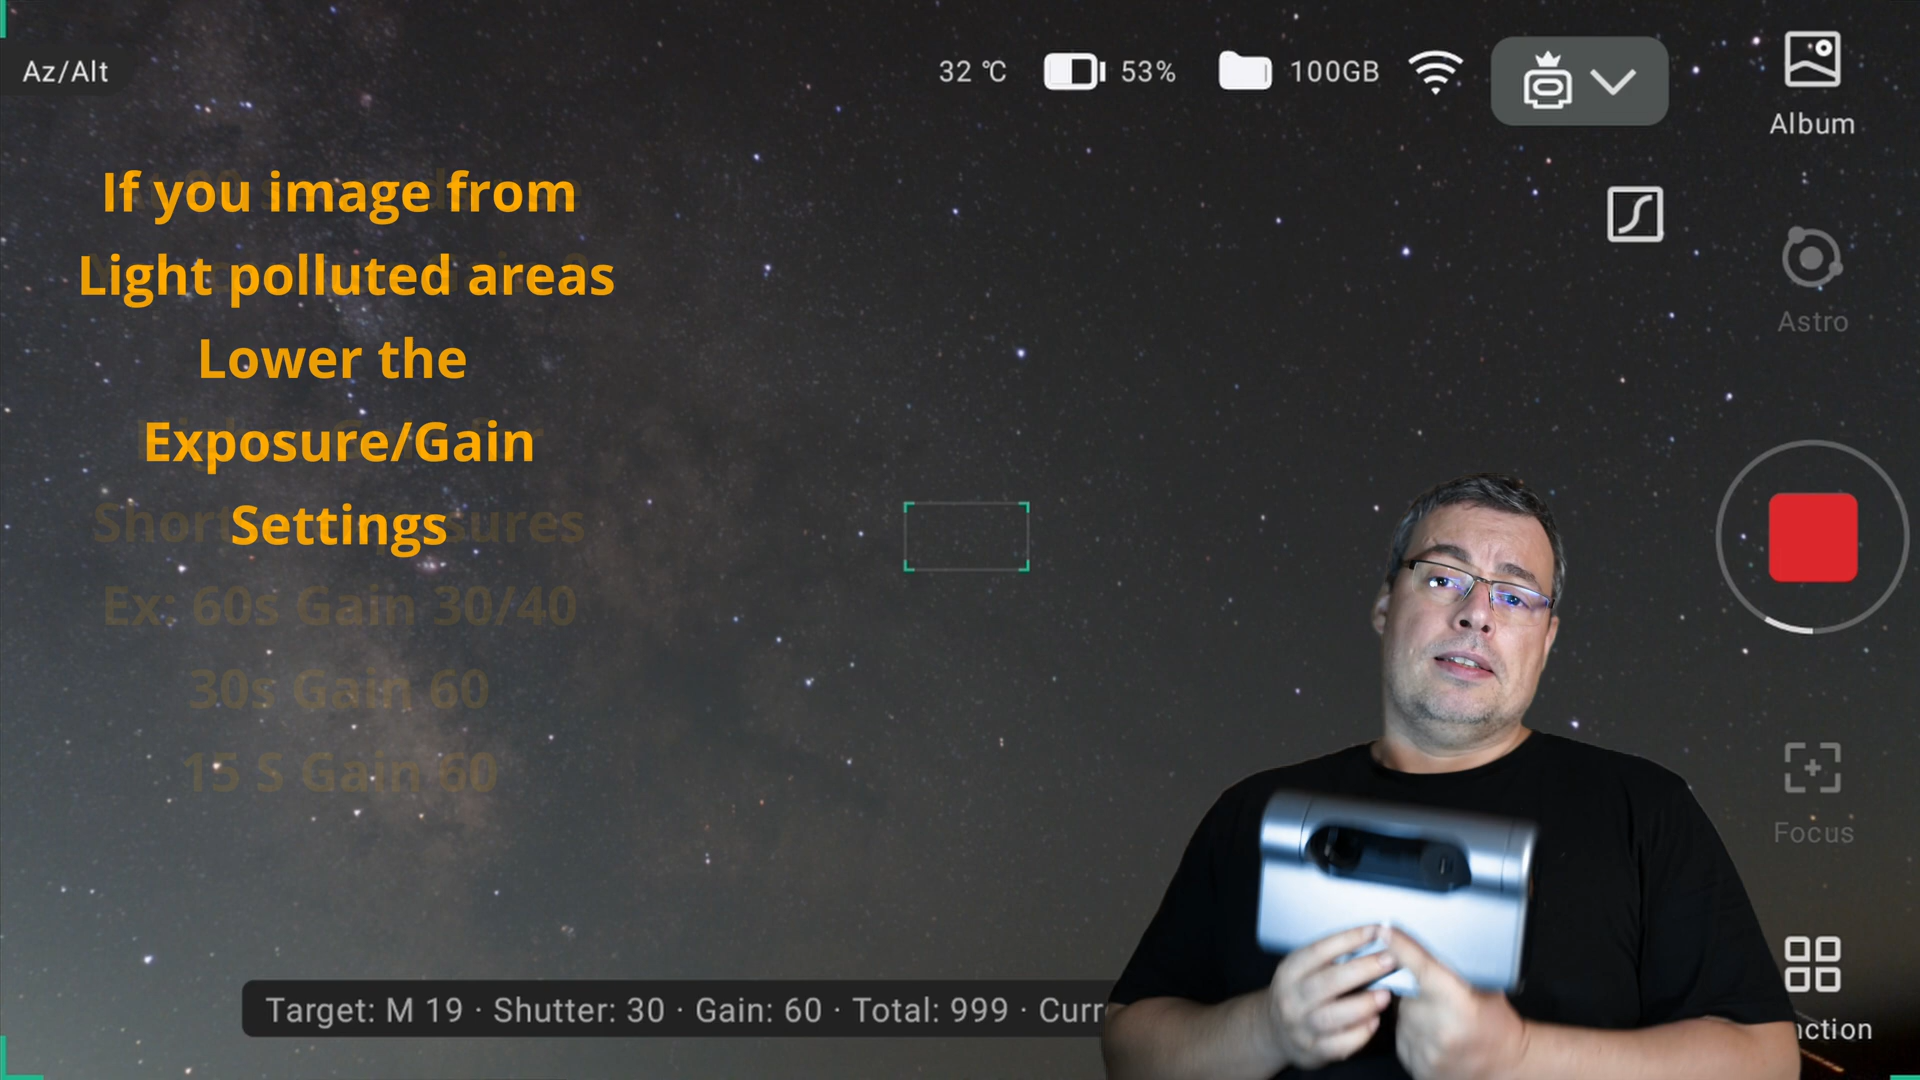 Az/Alt
32 ℃
53%
100GB
Album
If you image from
Light polluted areas
Lower the
Exposure/Gain
Settings
Astro
Ex: 60s Gain 30/40
30s Gain 60
15 S Gain 60
Focus
Target: M 19 · Shutter: 30 · Gain: 60 · Total: 999 · Curr
nction